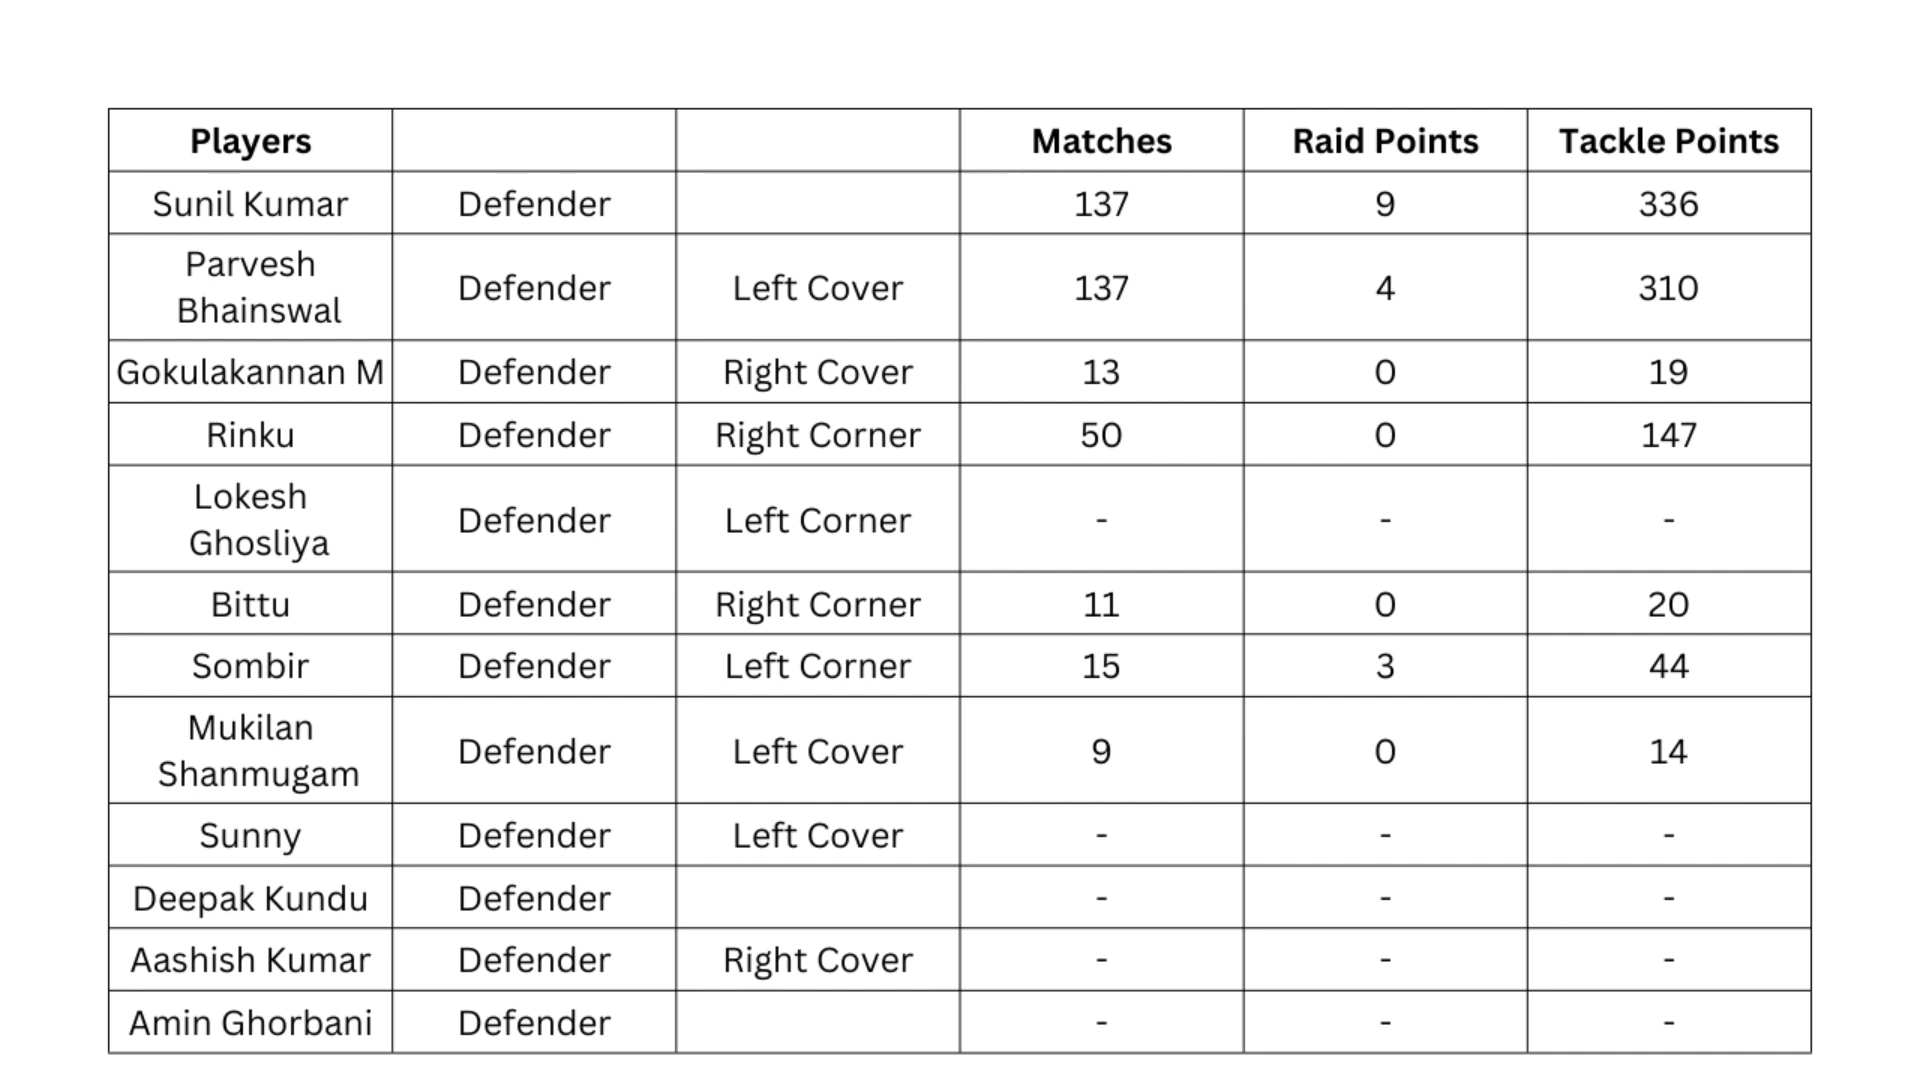 Players Matches Raid Points Tackle Points
Sunil Kumar Defender 137 9 336
Parvesh
Bhainswal Defender Left Cover 137 4 310
Gokulakannan M Defender Right Cover 13 0 19
Rinku Defender Right Corner 50 0 147
Lokesh
Ghosliya Defender Left Corner - - -
Bittu Defender Right Corner 11 0 20
Sombir Defender Left Corner 15 3 44
Mukilan
Shanmugam Defender Left Cover 9 0 14
Sunny Defender Left Cover - - -
Deepak Kundu Defender - - -
Aashish Kumar Defender Right Cover - - -
Amin Ghorbani Defender - - -